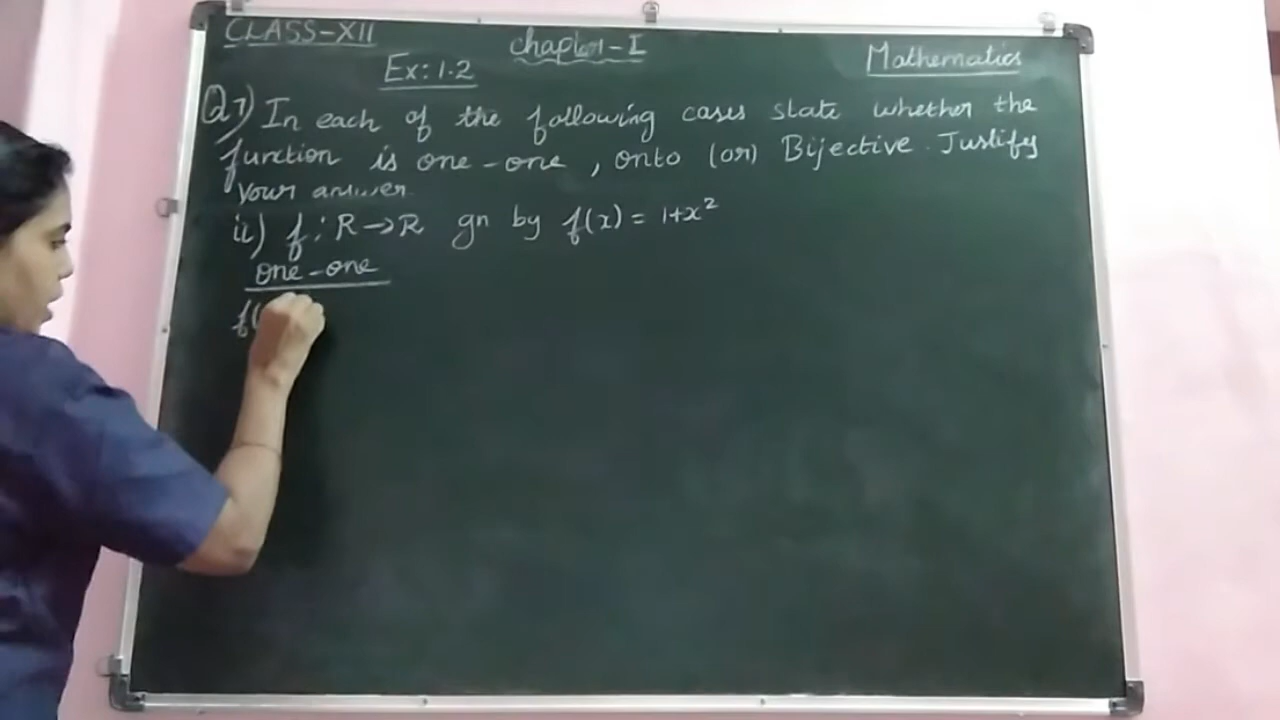 CLASS-XII
Chapter-I
Mathematics
Ex: 1.2
Q7) In each of the following cases state whether the
function is one-one, onto (or) Bijective. Justify
your answer.
ii) f: R→R gn by f(x) = 1+x²
one-one
f(